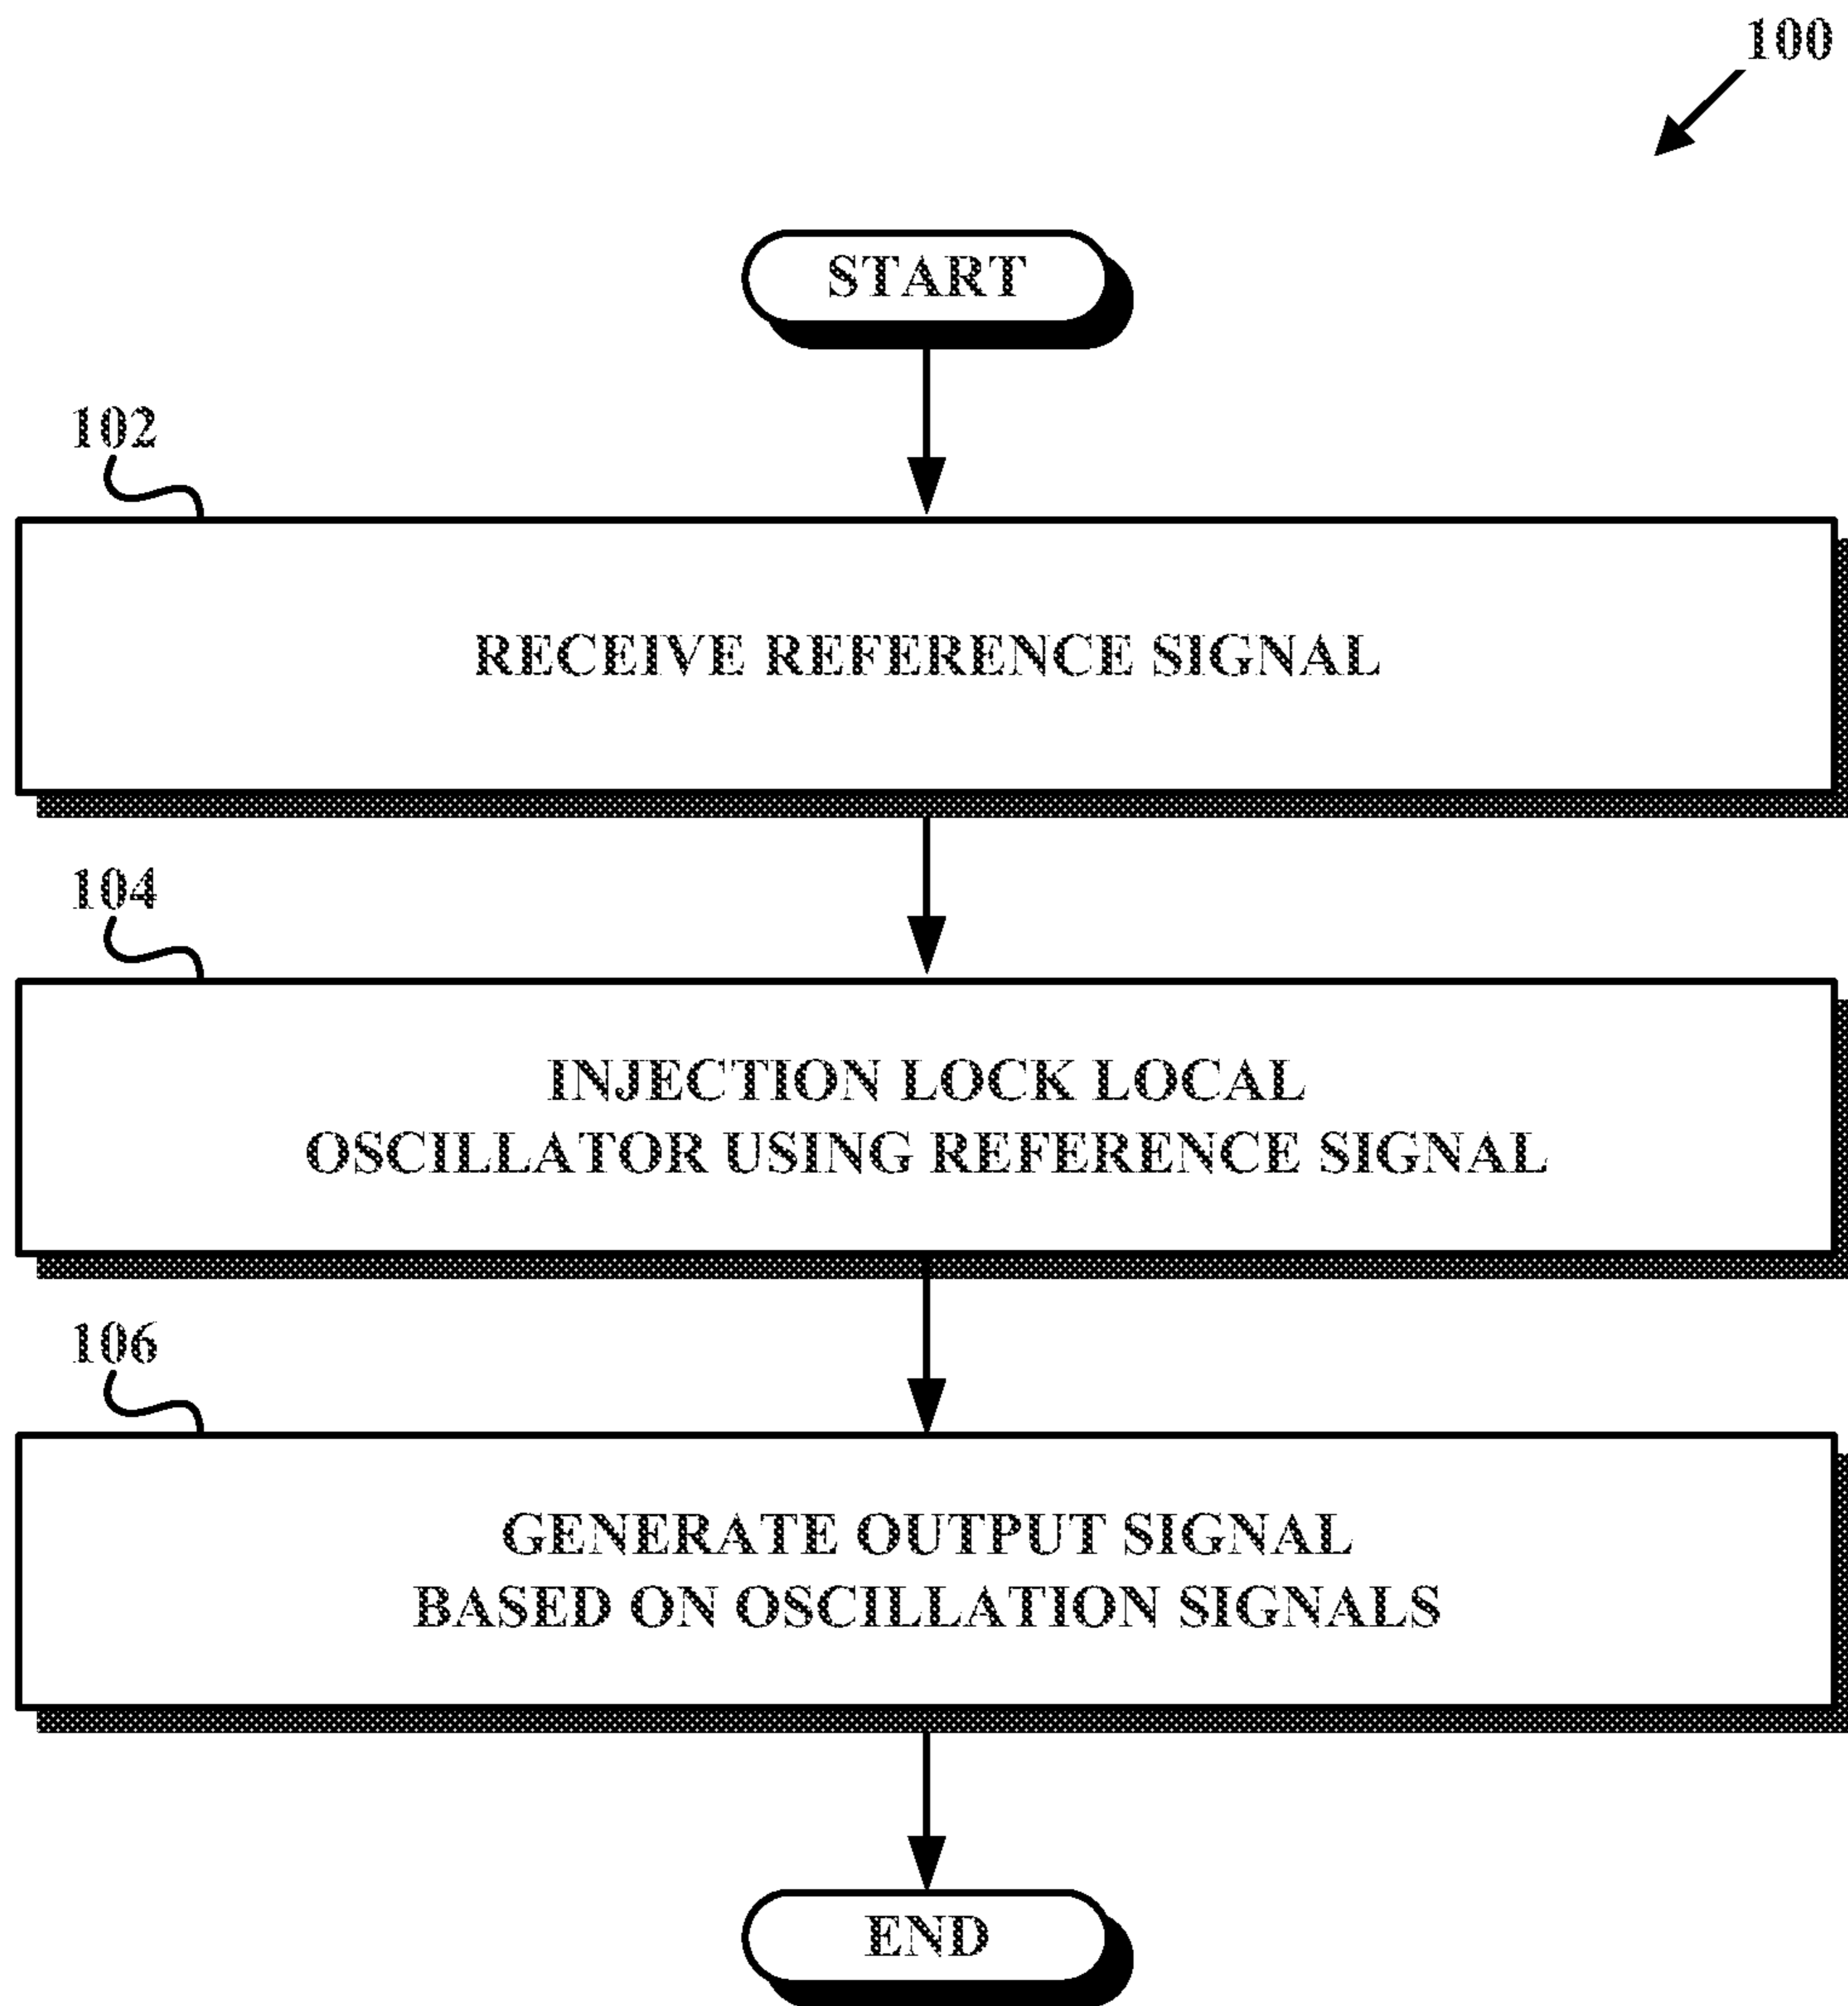 100
START
102
RECEIVE REFERENCE SIGNAL
104
INJECTION LOCK LOCAL
OSCILLATOR USING REFERENCE SIGNAL
106
GENERATE OUTPUT SIGNAL
BASED ON OSCILLATION SIGNALS
END